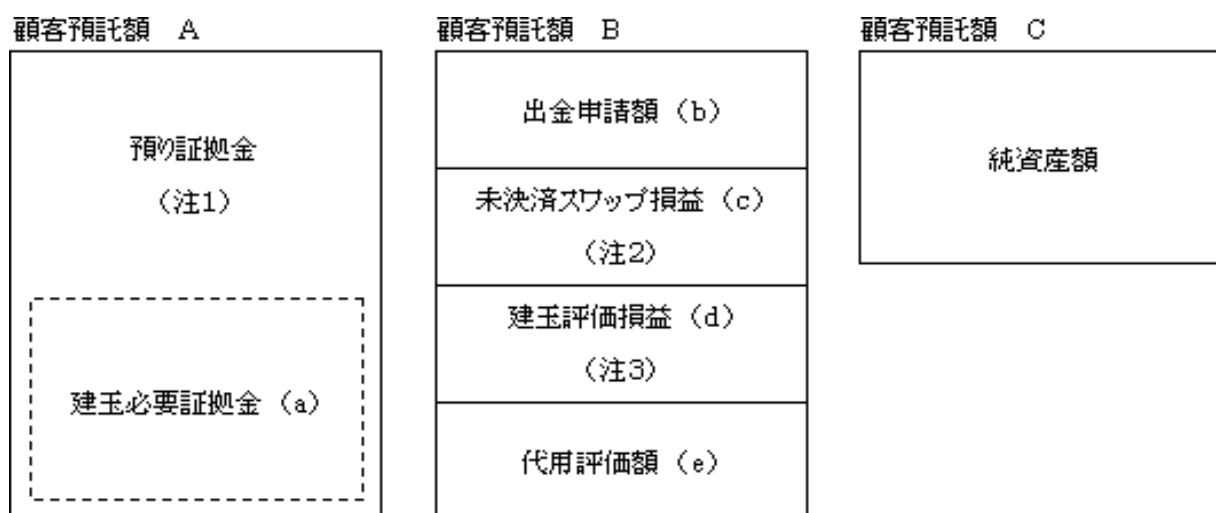 顧客預託額 A
預り証拠金
(注1)
建玉必要証拠金(a)
顧客預託額 B
出金申請額(b)
未決済スワップ損益(c)
(注2)
建玉評価損益(d)
(注3)
代用評価額(e)
顧客預託額 C
純資産額